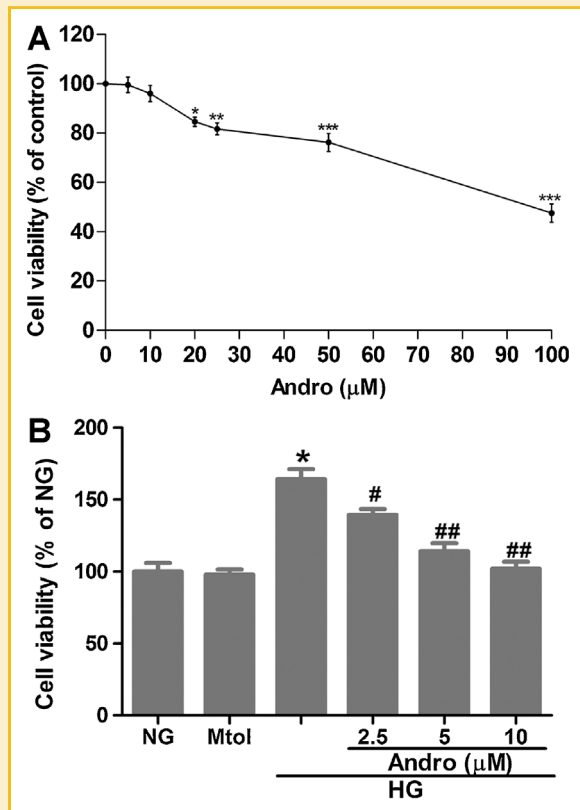 A
Cell viability (% of control)
120
100
80
60
40
20
0
* ** *** ***
0 10 20 30 40 50 60 70 80 90 100
Andro (μM)
B
Cell viability (% of NG)
200
150
100
50
0
* # ## ##
NG Mtol 2.5 5 10
Andro (μM)
HG